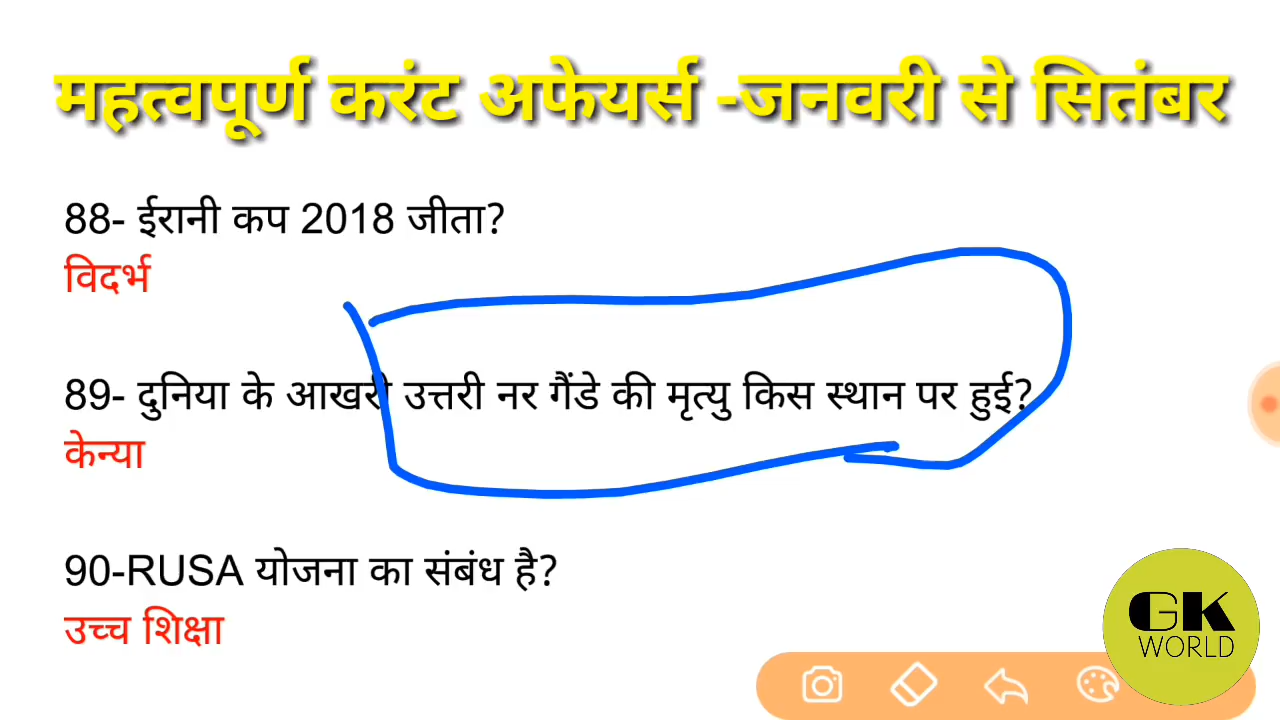 महत्वपूर्ण करंट अफेयर्स -जनवरी से सितंबर
88- ईरानी कप 2018 जीता?
विदर्भ
89- दुनिया के आखरी उत्तरी नर गैंडे की मृत्यु किस स्थान पर हुई?
केन्या
90-RUSA योजना का संबंध है?
उच्च शिक्षा
GK
WORLD